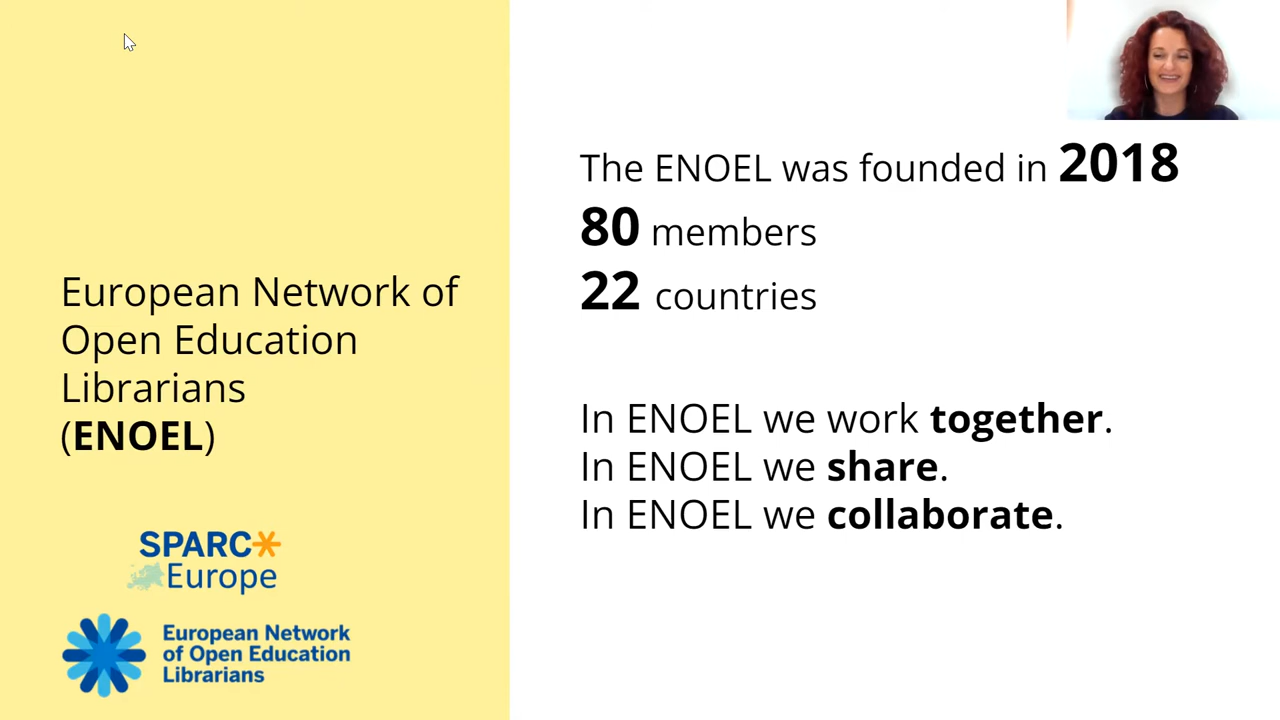 European Network of
Open Education
Librarians
(ENOEL)
SPARC
Europe
European Network
of Open Education
Librarians
The ENOEL was founded in 2018
80 members
22 countries
In ENOEL we work together.
In ENOEL we share.
In ENOEL we collaborate.